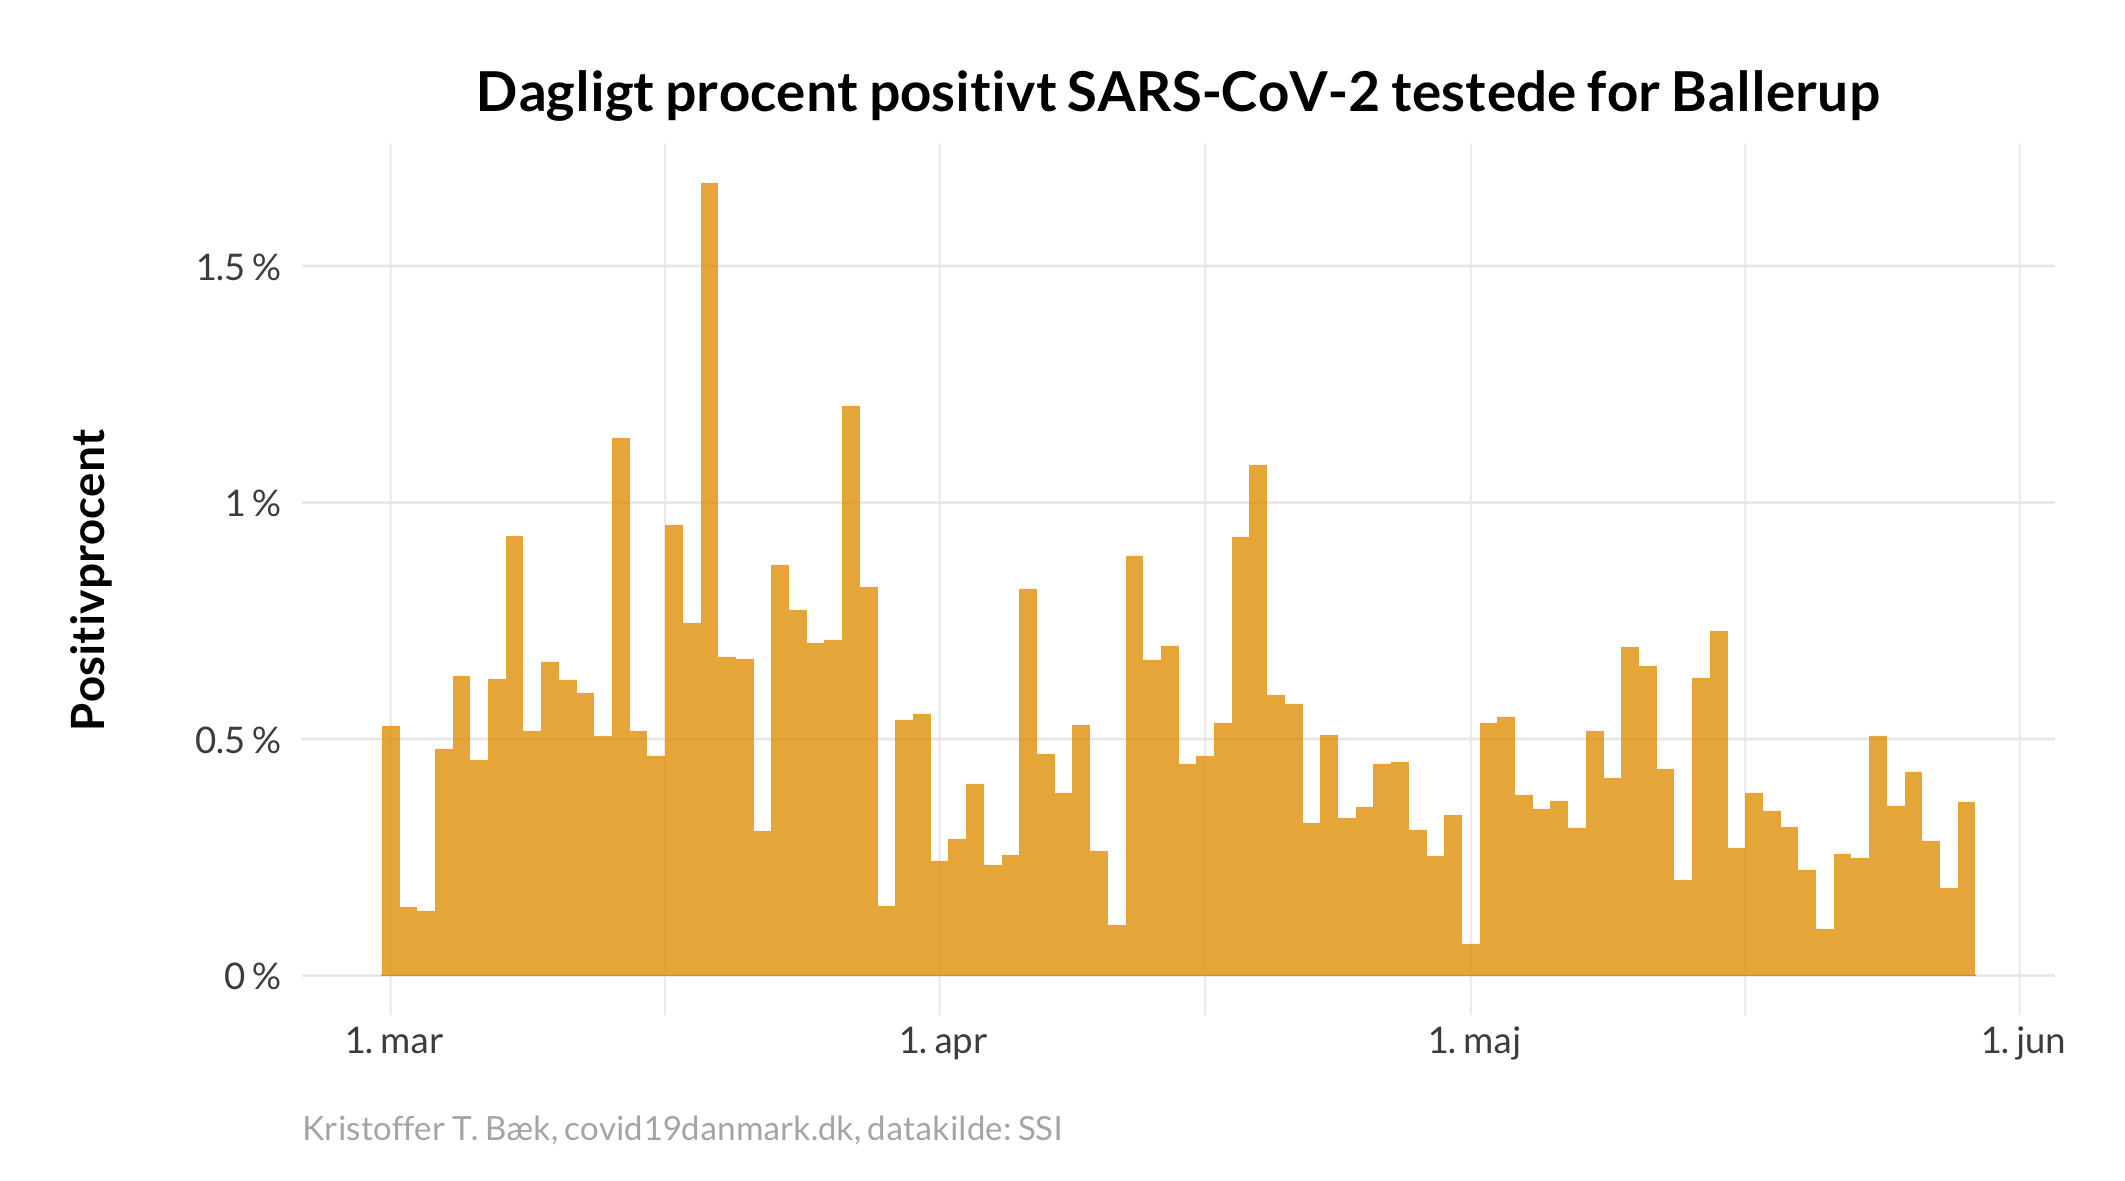 Dagligt procent positivt SARS-CoV-2 testede for Ballerup
Positivprocent
1.5 %
1 %
0.5 %
0 %
1. mar
1. apr
1. maj
1. jun
Kristoffer T. Bæk, covid19danmark.dk, datakilde: SSI